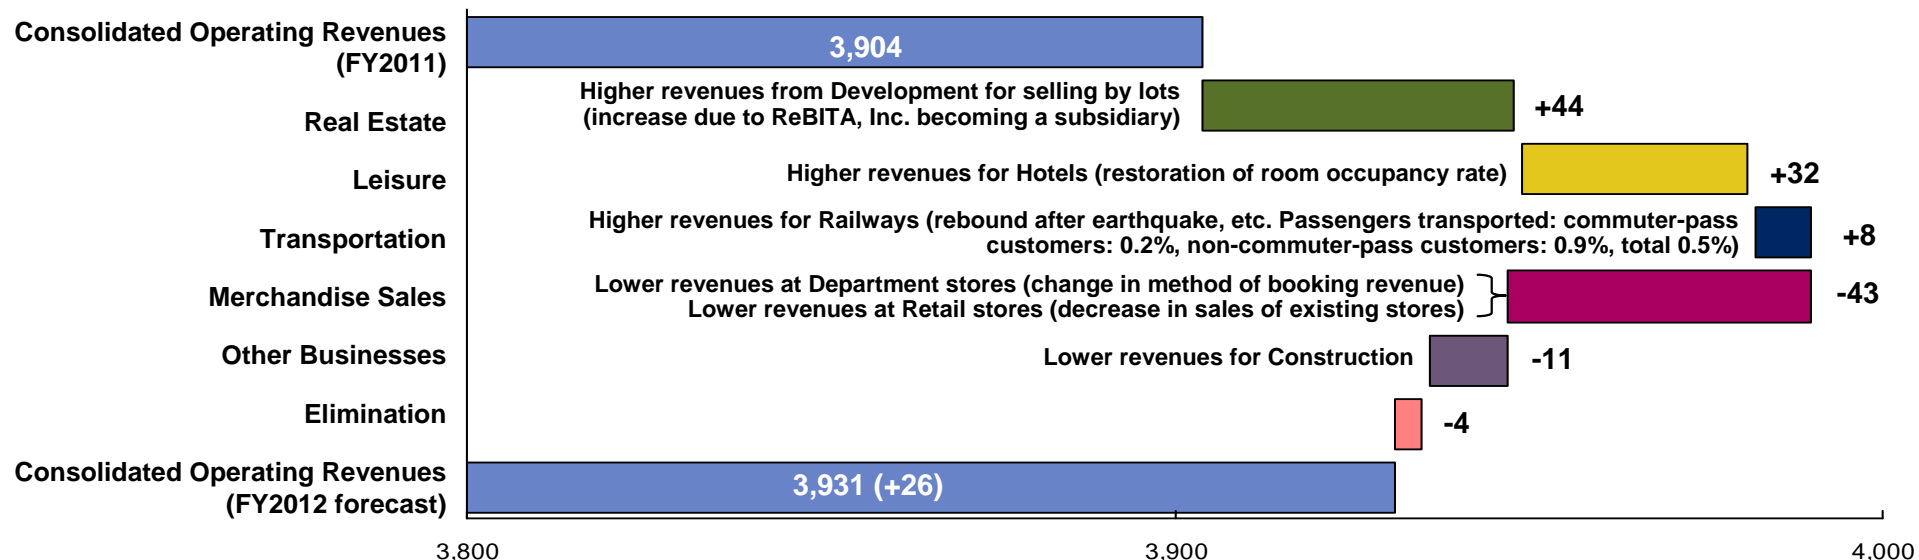 Consolidated Operating Revenues
(FY2011)
3,904
Real Estate
Higher revenues from Development for selling by lots
(increase due to ReBITA, Inc. becoming a subsidiary)
+44
Leisure
Higher revenues for Hotels (restoration of room occupancy rate)
+32
Transportation
Higher revenues for Railways (rebound after earthquake, etc. Passengers transported: commuter-pass
customers: 0.2%, non-commuter-pass customers: 0.9%, total 0.5%)
+8
Merchandise Sales
Lower revenues at Department stores (change in method of booking revenue)
Lower revenues at Retail stores (decrease in sales of existing stores)
-43
Other Businesses
Lower revenues for Construction
-11
Elimination
-4
Consolidated Operating Revenues
(FY2012 forecast)
3,931 (+26)
3,800
3,900
4,000